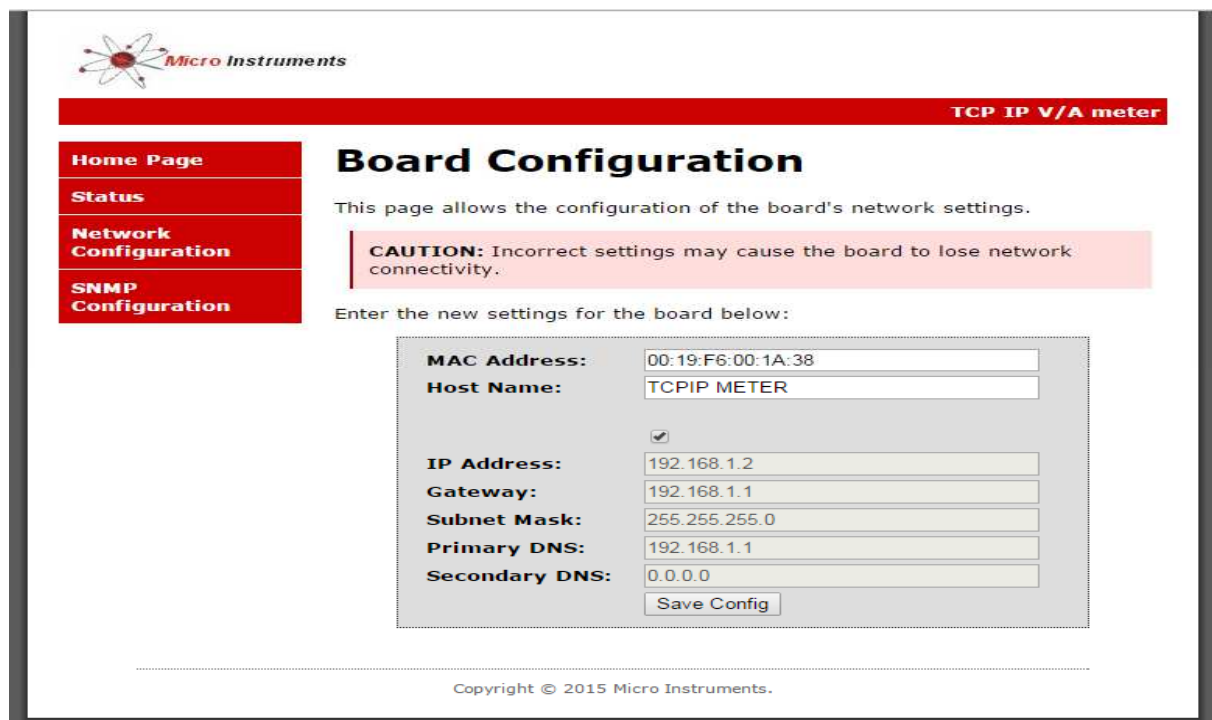 Micro Instruments
TCP IP V/A meter
Home Page
Status
Network
Configuration
SNMP
Configuration
Board Configuration
This page allows the configuration of the board's network settings.
CAUTION: Incorrect settings may cause the board to lose network
connectivity.
Enter the new settings for the board below:
MAC Address: 00:19:F6:00:1A:38
Host Name: TCPIP METER
IP Address: 192.168.1.2
Gateway: 192.168.1.1
Subnet Mask: 255.255.255.0
Primary DNS: 192.168.1.1
Secondary DNS: 0.0.0.0
Save Config
Copyright © 2015 Micro Instruments.